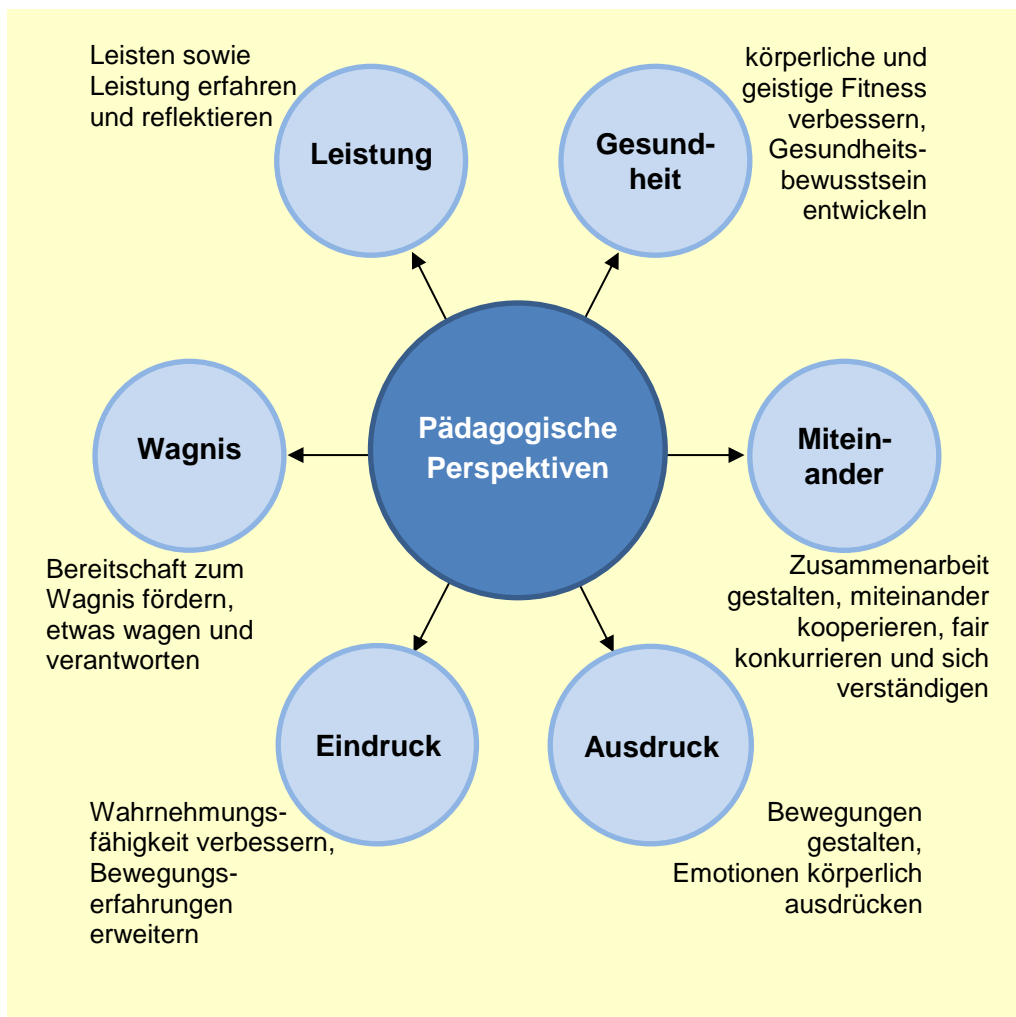 Leisten sowie
Leistung erfahren
und reflektieren
Leistung
körperliche und
geistige Fitness
verbessern,
Gesundheits-
bewusstsein
entwickeln
Gesund-
heit
Pädagogische
Perspektiven
Wagnis
Bereitschaft zum
Wagnis fördern,
etwas wagen und
verantworten
Mitein-
ander
Zusammenarbeit
gestalten, miteinander
kooperieren, fair
konkurrieren und sich
verständigen
Eindruck
Wahrnehmungs-
fähigkeit verbessern,
Bewegungs-
erfahrungen
erweitern
Ausdruck
Bewegungen
gestalten,
Emotionen körperlich
ausdrücken